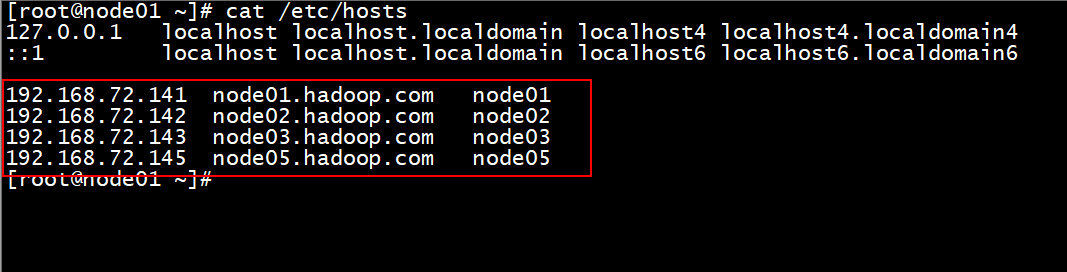 [root@node01 ~]# cat /etc/hosts
127.0.0.1   localhost localhost.localdomain localhost4 localhost4.localdomain4
::1         localhost localhost.localdomain localhost6 localhost6.localdomain6
192.168.72.141  node01.hadoop.com   node01
192.168.72.142  node02.hadoop.com   node02
192.168.72.143  node03.hadoop.com   node03
192.168.72.145  node05.hadoop.com   node05
[root@node01 ~]#